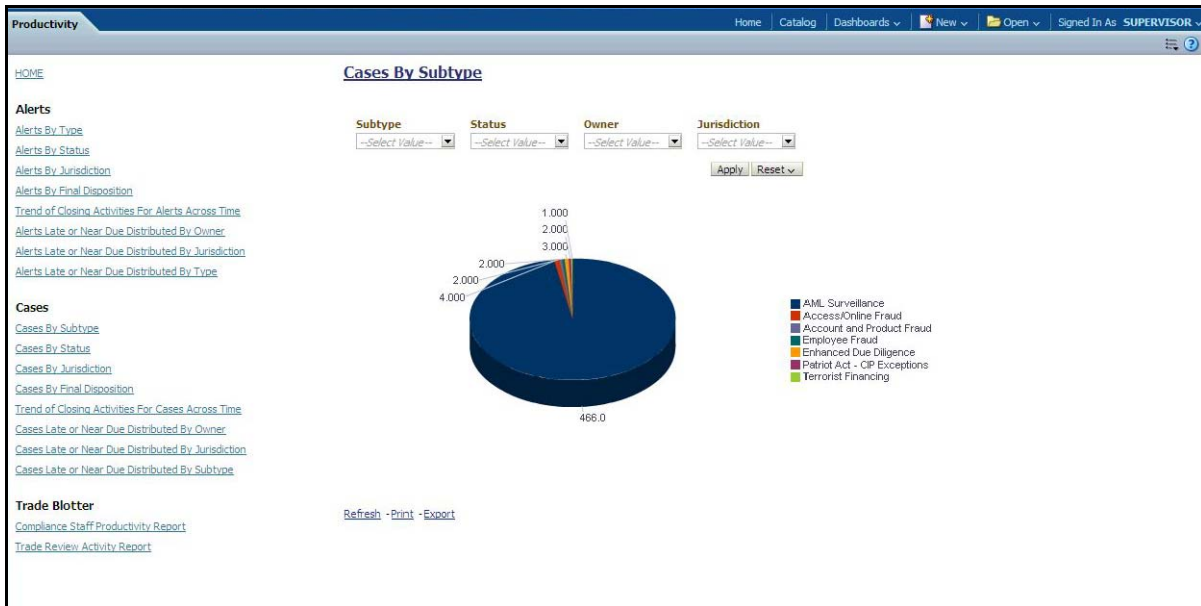 Productivity
Home Catalog Dashboards New Open Signed In As SUPERVISOR
HOME
Alerts
Alerts By Type
Alerts By Status
Alerts By Jurisdiction
Alerts By Final Disposition
Trend of Closing Activities For Alerts Across Time
Alerts Late or Near Due Distributed By Owner
Alerts Late or Near Due Distributed By Jurisdiction
Alerts Late or Near Due Distributed By Type
Cases
Cases By Subtype
Cases By Status
Cases By Jurisdiction
Cases By Final Disposition
Trend of Closing Activities For Cases Across Time
Cases Late or Near Due Distributed By Owner
Cases Late or Near Due Distributed By Jurisdiction
Cases Late or Near Due Distributed By Subtype
Trade Blotter
Compliance Staff Productivity Report
Trade Review Activity Report
Cases By Subtype
Subtype Status Owner Jurisdiction
--Select Value-- --Select Value-- --Select Value-- --Select Value--
Apply Reset
1.000
2.000
3.000
2.000
2.000
4.000
466.0
AML Surveillance
Access/Online Fraud
Account and Product Fraud
Employee Fraud
Enhanced Due Diligence
Patriot Act - CIP Exceptions
Terrorist Financing
Refresh -Print -Export